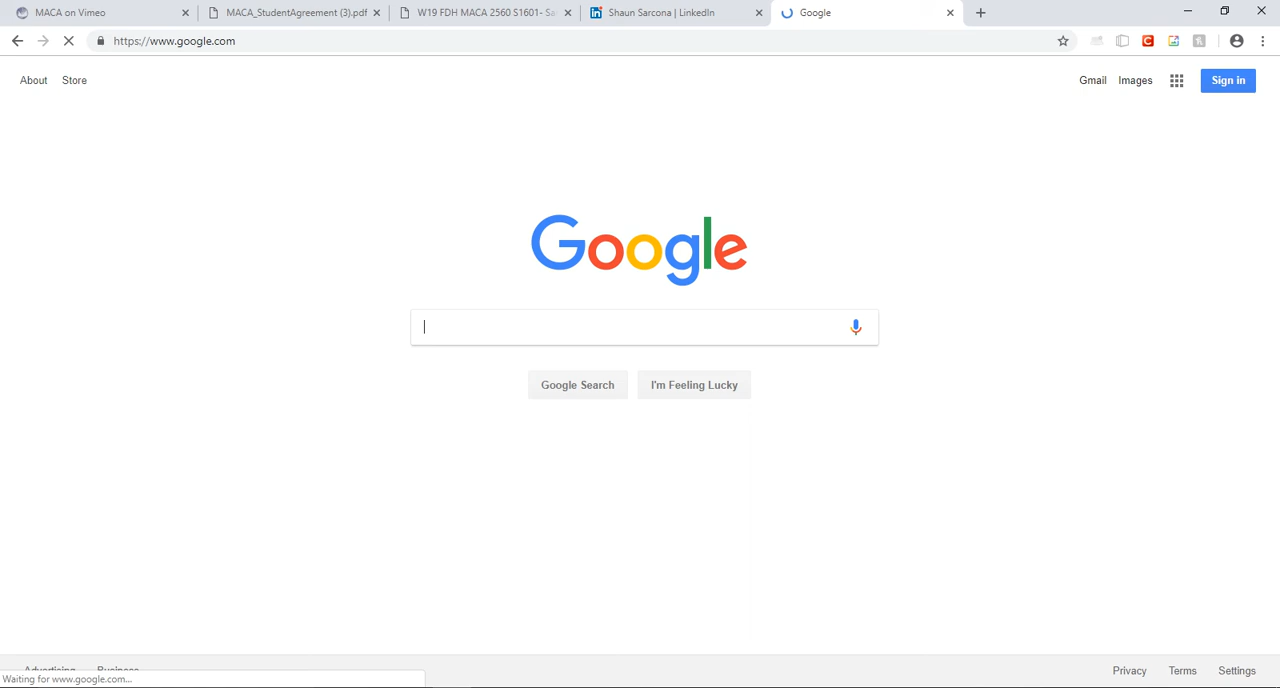 MACA on Vimeo
MACA_StudentAgreement (3).pdf
W19 FDH MACA 2560 S1601- Sa
Shaun Sarcona | LinkedIn
Google
https://www.google.com
About Store
Gmail Images Sign in
Google
Google Search I'm Feeling Lucky
Advertising Business Privacy Terms Settings
Waiting for www.google.com...